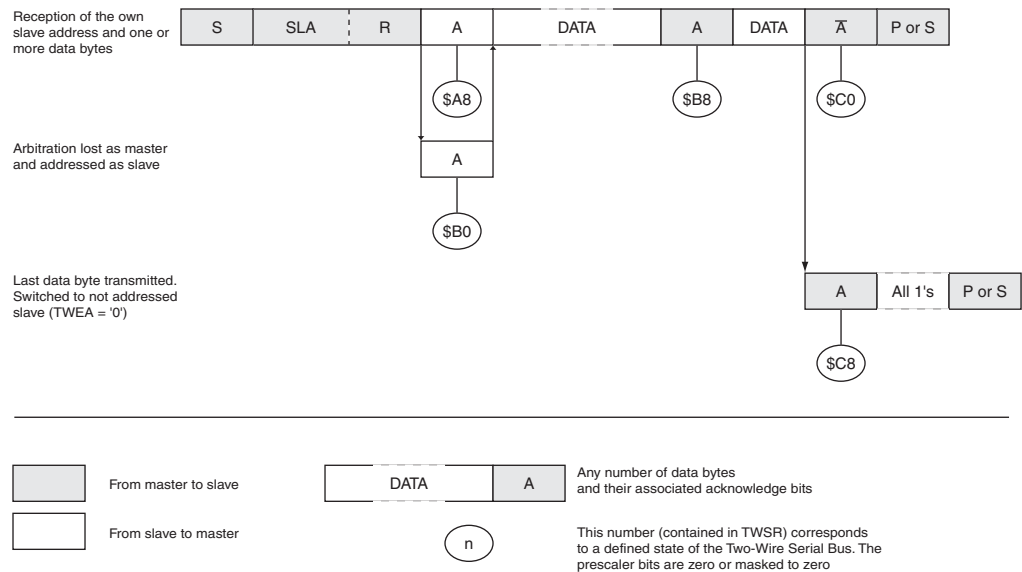 Reception of the own
slave address and one or
more data bytes
S SLA R A DATA A DATA A̅ P or S
$A8 $B8 $C0
Arbitration lost as master
and addressed as slave
A
$B0
Last data byte transmitted.
Switched to not addressed
slave (TWEA = '0')
A All 1's P or S
$C8
From master to slave
DATA A
Any number of data bytes
and their associated acknowledge bits
From slave to master
n
This number (contained in TWSR) corresponds
to a defined state of the Two-Wire Serial Bus. The
prescaler bits are zero or masked to zero